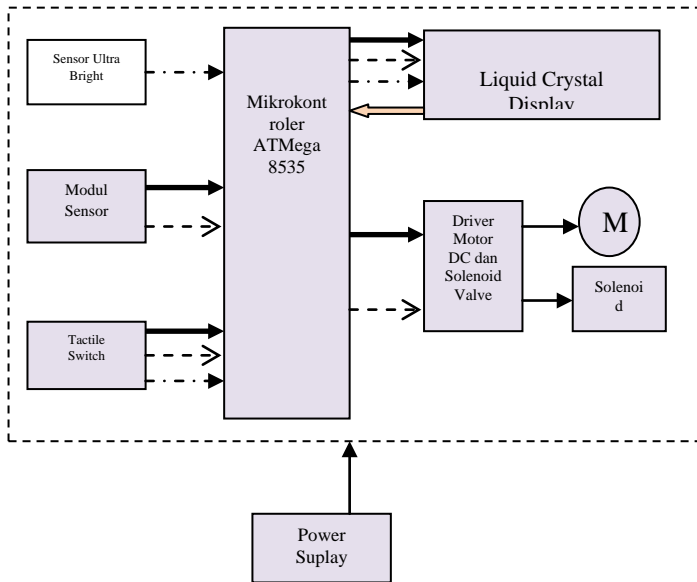 Sensor Ultra
Bright
Modul
Sensor
Tactile
Switch
Mikrokont
roler
ATMega
8535
Liquid Crystal
Display
Driver
Motor
DC dan
Solenoid
Valve
M
Solenoi
d
Power
Suplay